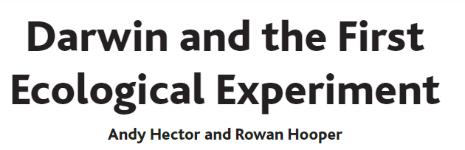 Darwin and the First
Ecological Experiment
Andy Hector and Rowan Hooper